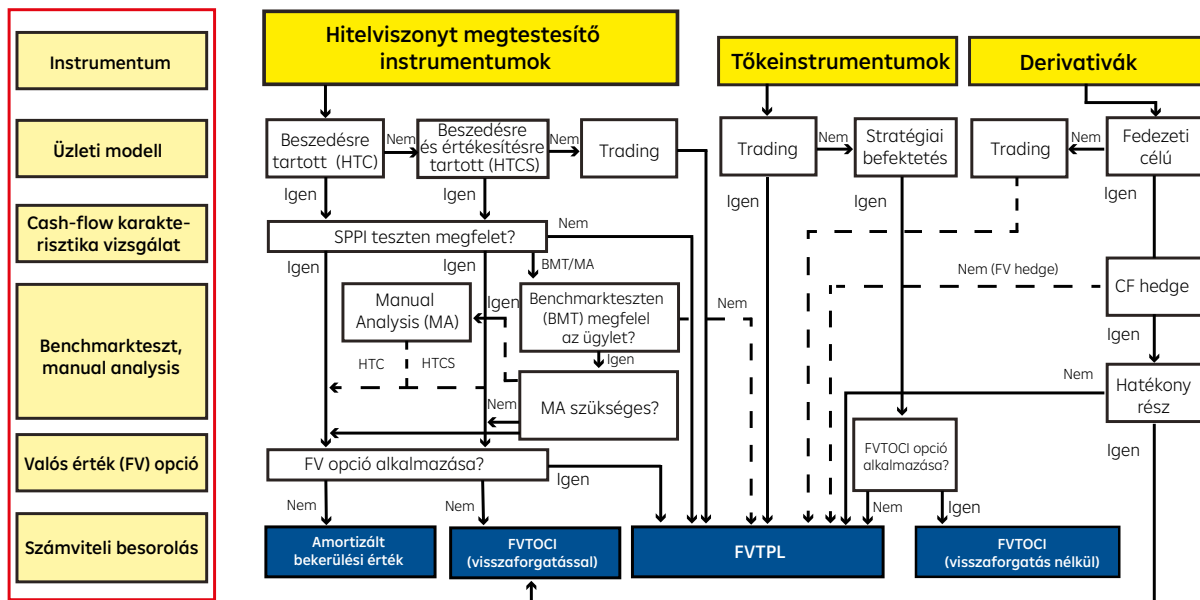 Instrumentum
Üzleti modell
Cash-flow karakte-
risztika vizsgálat
Benchmarkteszt,
manual analysis
Valós érték (FV) opció
Számviteli besorolás
Hitelviszonyt megtestesítő
instrumentumok
Tőkeinstrumentumok
Derivatívák
Beszedésre
tartott (HTC)
Nem
Beszedésre
és értékesítésre
tartott (HTCS)
Nem
Trading
Trading
Nem
Stratégiai
befektetés
Trading
Nem
Fedezeti
célú
Igen
Igen
Igen
Igen
Igen
SPPI teszten megfelet?
Nem
Igen
Igen
BMT/MA
Nem (FV hedge)
CF hedge
Manual
Analysis (MA)
Igen
Benchmarkteszten
(BMT) megfelel
az ügylet?
Nem
Igen
HTC
HTCS
Igen
Nem
MA szükséges?
Nem
Hatékony
rész
FV opció alkalmazása?
Igen
FVTOCI opció
alkalmazása?
Igen
Nem
Nem
Nem
Igen
Amortizált
bekerülési érték
FVTOCI
(visszaforgatással)
FVTPL
FVTOCI
(visszaforgatás nélkül)